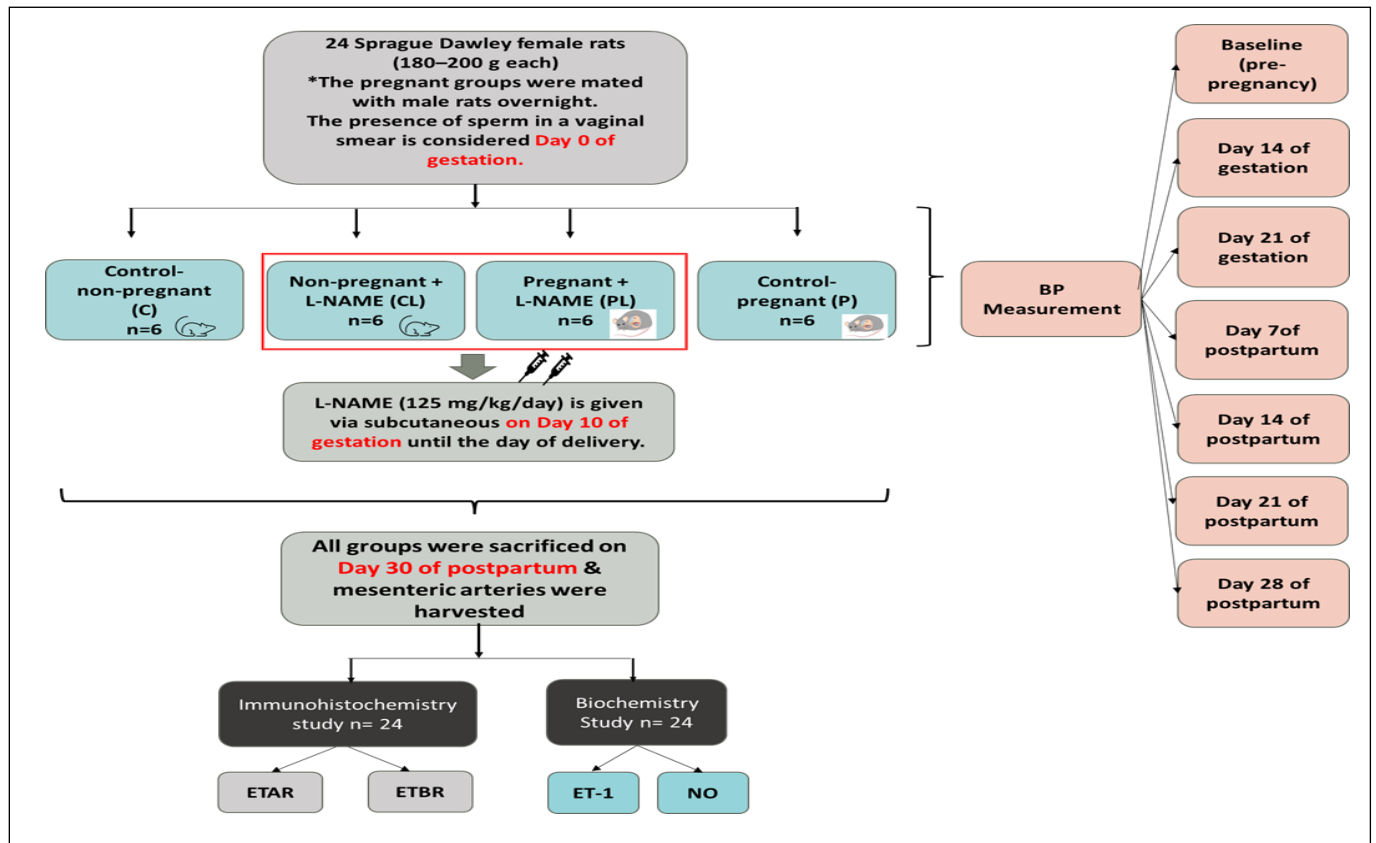 24 Sprague Dawley female rats
(180–200 g each)
*The pregnant groups were mated
with male rats overnight.
The presence of sperm in a vaginal
smear is considered Day 0 of
gestation.
Control-
non-pregnant
(C)
n=6
Non-pregnant +
L-NAME (CL)
n=6
Pregnant +
L-NAME (PL)
n=6
Control-
pregnant (P)
n=6
L-NAME (125 mg/kg/day) is given
via subcutaneous on Day 10 of
gestation until the day of delivery.
All groups were sacrificed on
Day 30 of postpartum &
mesenteric arteries were
harvested
Immunohistochemistry
study n= 24
Biochemistry
Study n= 24
ETAR
ETBR
ET-1
NO
BP
Measurement
Baseline
(pre-
pregnancy)
Day 14 of
gestation
Day 21 of
gestation
Day 7of
postpartum
Day 14 of
postpartum
Day 21 of
postpartum
Day 28 of
postpartum